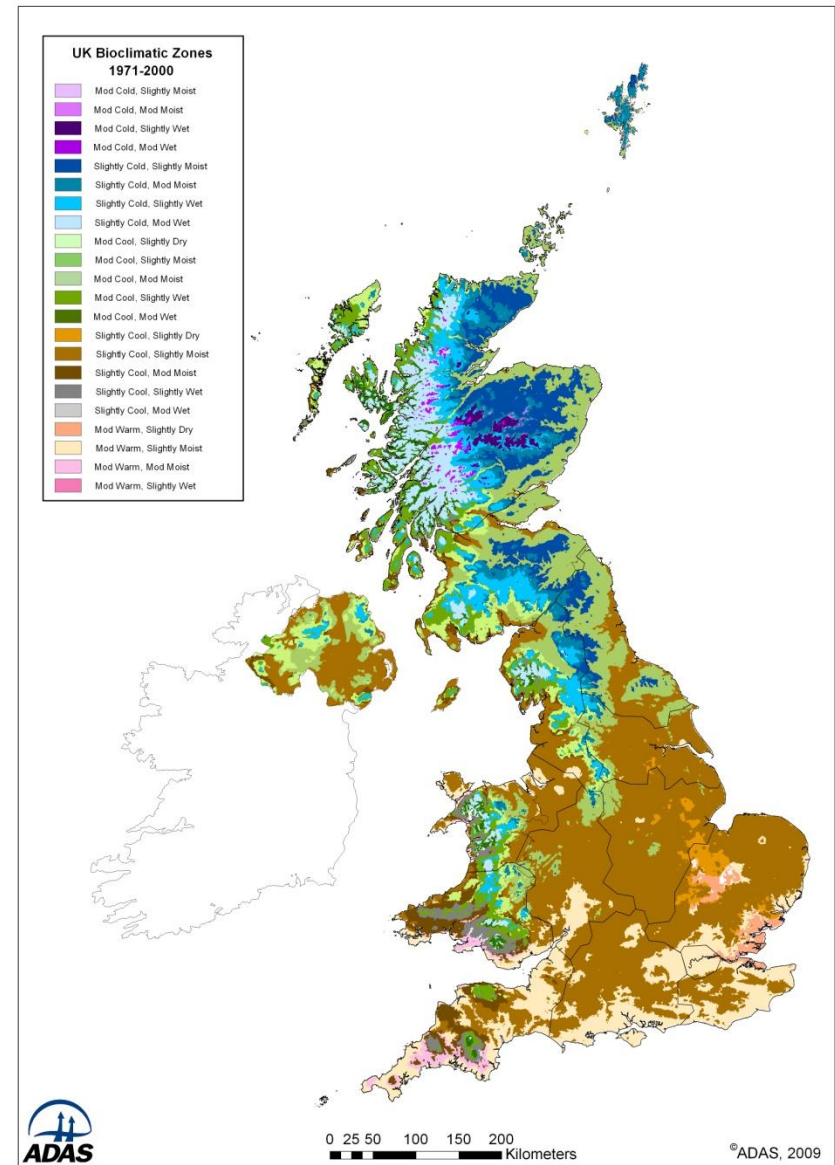 UK Bioclimatic Zones
1971-2000
Mod Cold, Slightly Moist
Mod Cold, Mod Moist
Mod Cold, Slightly Wet
Mod Cold, Mod Wet
Slightly Cold, Slightly Moist
Slightly Cold, Mod Moist
Slightly Cold, Slightly Wet
Slightly Cold, Mod Wet
Mod Cool, Slightly Dry
Mod Cool, Slightly Moist
Mod Cool, Mod Moist
Mod Cool, Slightly Wet
Mod Cool, Mod Wet
Slightly Cool, Slightly Dry
Slightly Cool, Slightly Moist
Slightly Cool, Mod Moist
Slightly Cool, Slightly Wet
Slightly Cool, Mod Wet
Mod Warm, Slightly Dry
Mod Warm, Slightly Moist
Mod Warm, Mod Moist
Mod Warm, Slightly Wet
ADAS
0 25 50 100 150 200
Kilometers
©ADAS, 2009